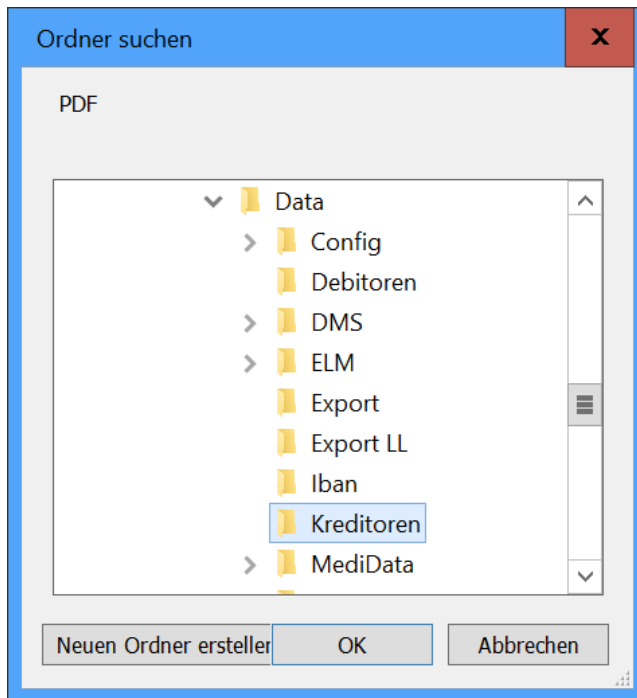 Ordner suchen
X
PDF
Data
Config
Debitoren
DMS
ELM
Export
Export LL
Iban
Kreditoren
MediData
Neuen Ordner erstellen OK Abbrechen